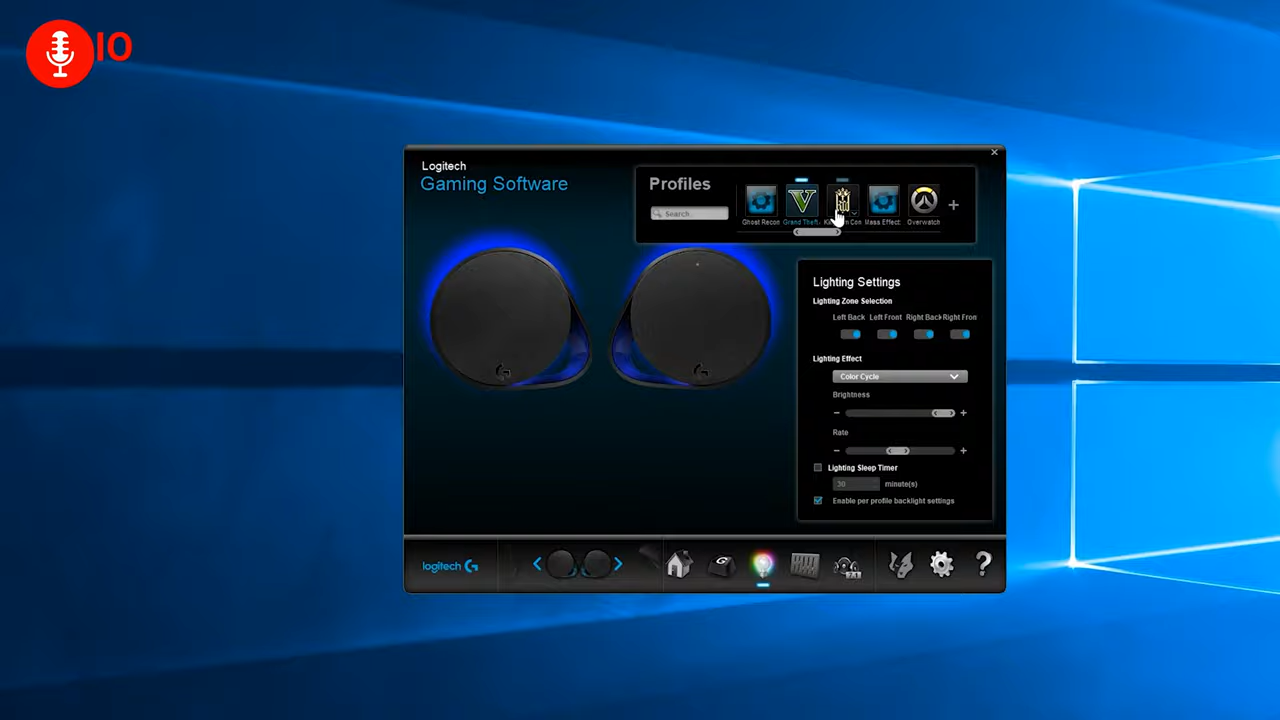 IO
Logitech
Gaming Software
Profiles
Search...
Ghost Recon
Grand Theft
Mass Effect:
Overwatch
Lighting Settings
Lighting Zone Selection
Left Back Left Front Right Back Right Fron
Lighting Effect
Color Cycle
Brightness
Rate
Lighting Sleep Timer
30 minute(s)
Enable per profile backlight settings
logitech G
G
7.1
?